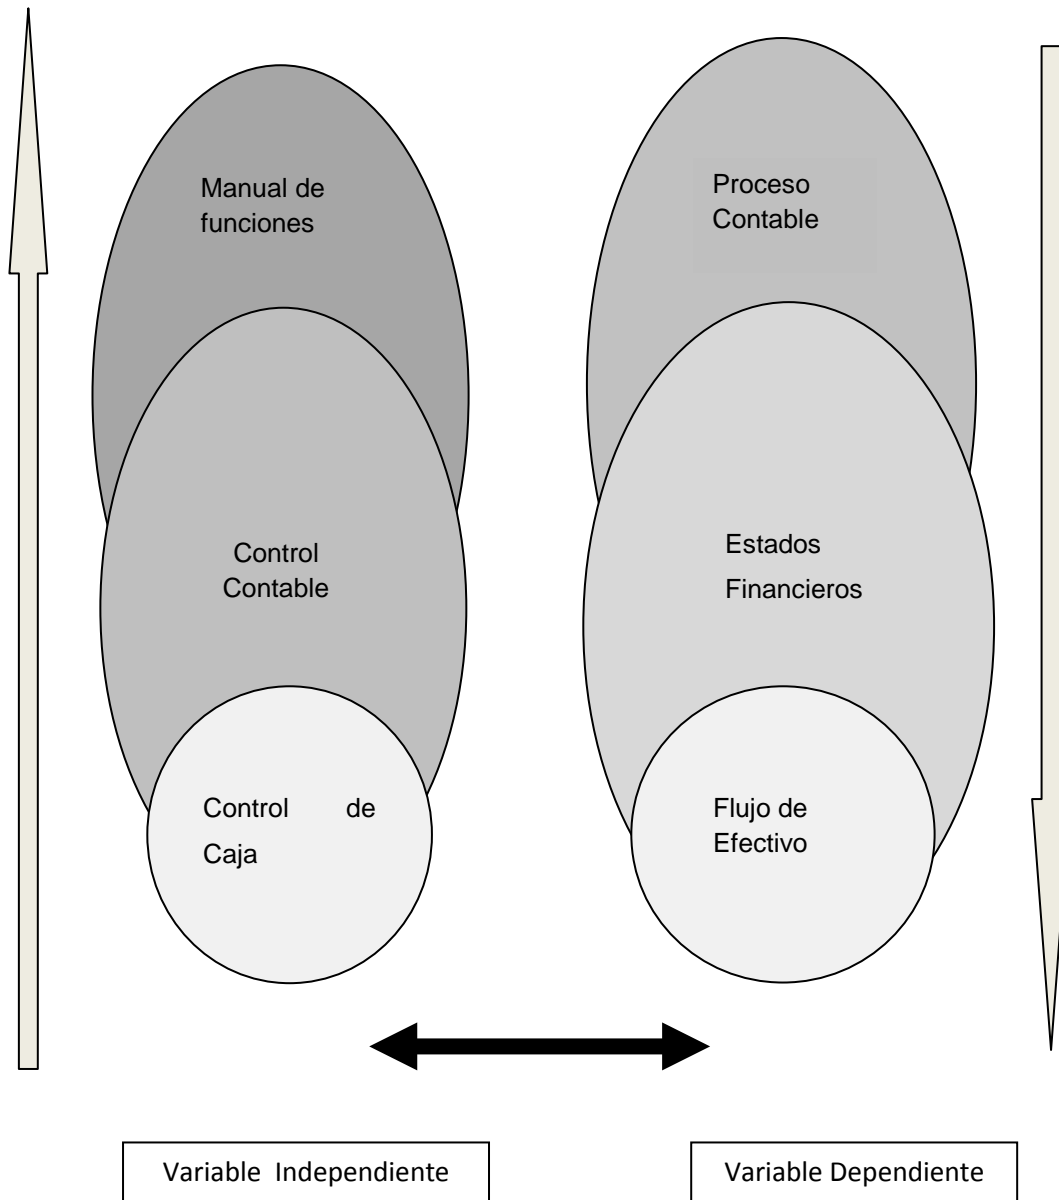 Manual de
funciones
Proceso
Contable
Control
Contable
Estados
Financieros
Control de
Caja
Flujo de
Efectivo
Variable Independiente
Variable Dependiente